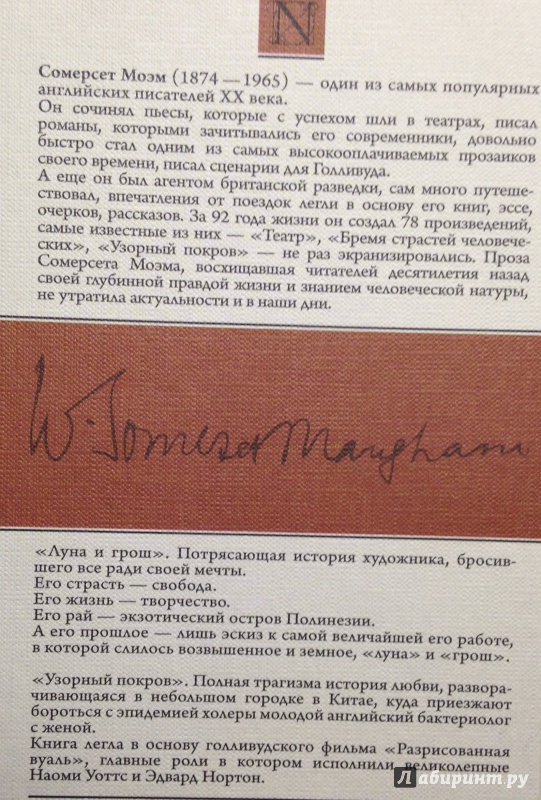 N
Сомерсет Моэм (1874 — 1965) — один из самых популярных
английских писателей XX века.
Он сочинял пьесы, которые с успехом шли в театрах, писал
романы, которыми зачитывались его современники, довольно
быстро стал одним из самых высокооплачиваемых прозаиков
своего времени, писал сценарии для Голливуда.
А еще он был агентом британской разведки, сам много путеше-
ствовал, впечатления от поездок легли в основу его книг, эссе,
очерков, рассказов. За 92 года жизни он создал 78 произведений,
самые известные из них — «Театр», «Бремя страстей человече-
ских», «Узорный покров» — не раз экранизировались. Проза
Сомерсета Моэма, восхищавшая читателей десятилетия назад
своей глубинной правдой жизни и знанием человеческой натуры,
не утратила актуальности и в наши дни.
W. Somerset Maugham
«Луна и грош». Потрясающая история художника, бросив-
шего все ради своей мечты.
Его страсть — свобода.
Его жизнь — творчество.
Его рай — экзотический остров Полинезии.
А его прошлое — лишь эскиз к самой величайшей его работе,
в которой слилось возвышенное и земное, «луна» и «грош».
«Узорный покров». Полная трагизма история любви, развора-
чивающаяся в небольшом городке в Китае, куда приезжают
бороться с эпидемией холеры молодой английский бактериолог
с женой.
Книга легла в основу голливудского фильма «Разрисованная
вуаль», главные роли в котором исполнили великолепные
Наоми Уоттс и Эдвард Нортон.
Лабиринт.ру